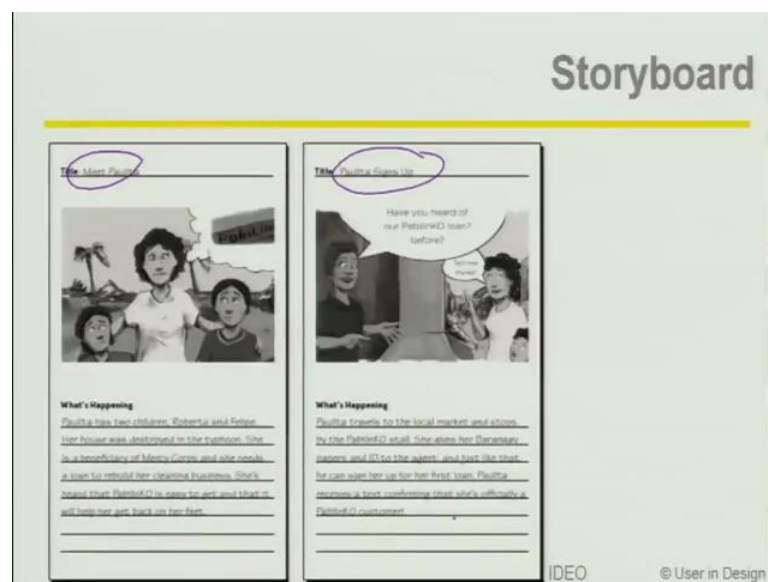 Storyboard
Title: Meet Paulita
PabLin
What's Happening
Paulita has two children, Roberta and Felipe.
Her house was destroyed in the typhoon. She
is a beneficiary of Mercy Corps and she needs
a loan to rebuild her cleaning business. She's
heard that PabilinKO is easy to get and that it
will help her get back on her feet.
Title: Paulita Signs Up
Have you heard of
our PabilinKO loan?
before?
Tell me
more!
What's Happening
Paulita travels to the local market and stops
by the PabilinKO stall. She gives her Barangay
papers and ID to the agent, and just like that,
he can sign her up for her first loan. Paulita
receives a text confirming that she's officially a
PabilinKO customer!
IDEO
© User in Design